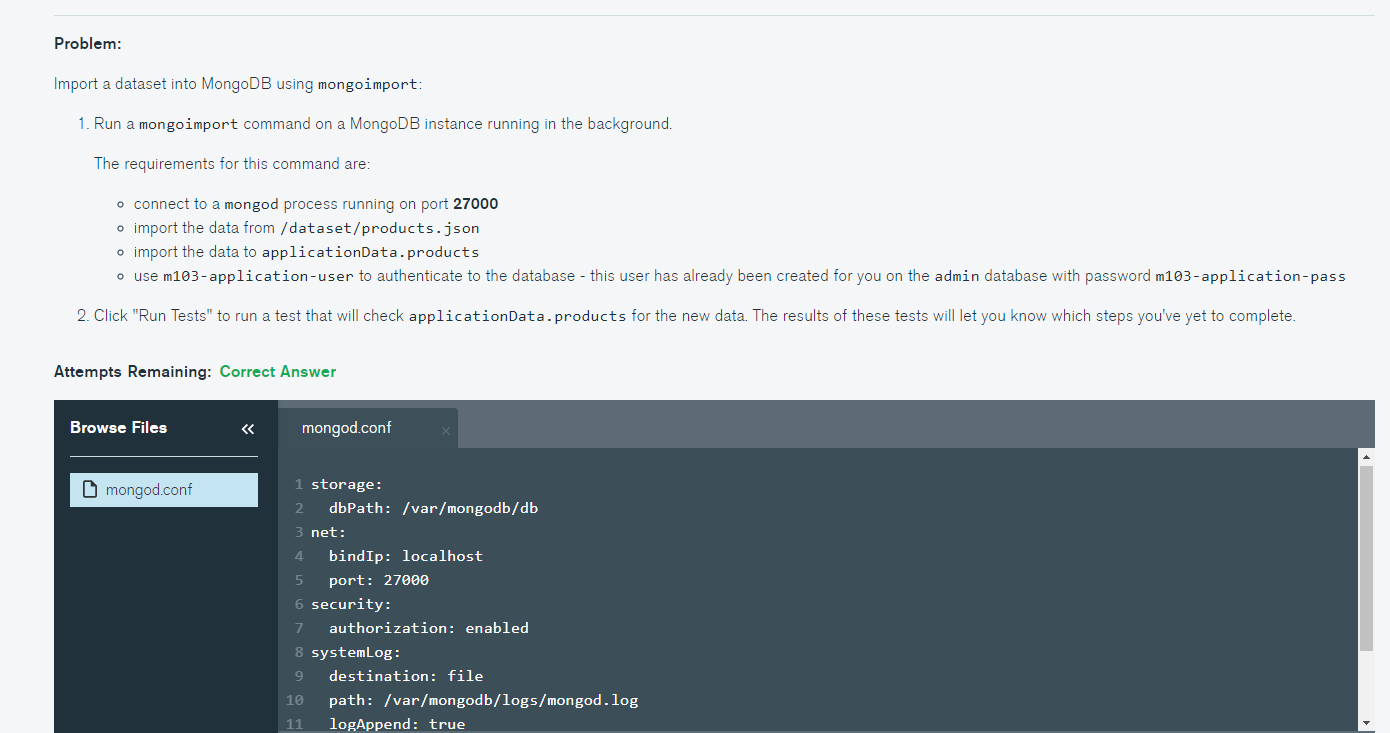 Problem:
Import a dataset into MongoDB using mongoimport:
1. Run a mongoimport command on a MongoDB instance running in the background.
The requirements for this command are:
connect to a mongod process running on port 27000
import the data from /dataset/products.json
import the data to applicationData.products
use m103-application-user to authenticate to the database - this user has already been created for you on the admin database with password m103-application-pass
2. Click "Run Tests" to run a test that will check applicationData.products for the new data. The results of these tests will let you know which steps you've yet to complete.
Attempts Remaining: Correct Answer
Browse Files «
mongod.conf ×
mongod.conf
1 storage:
2 dbPath: /var/mongodb/db
3 net:
4 bindIp: localhost
5 port: 27000
6 security:
7 authorization: enabled
8 systemLog:
9 destination: file
10 path: /var/mongodb/logs/mongod.log
11 logAppend: true